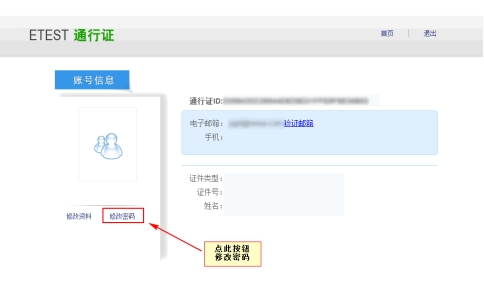 ETEST 通行证
首页 | 退出
账号信息
通行证ID:
电子邮箱： 验证邮箱
手机：
证件类型：
证件号：
姓名：
修改资料 修改密码
点此按钮
修改密码